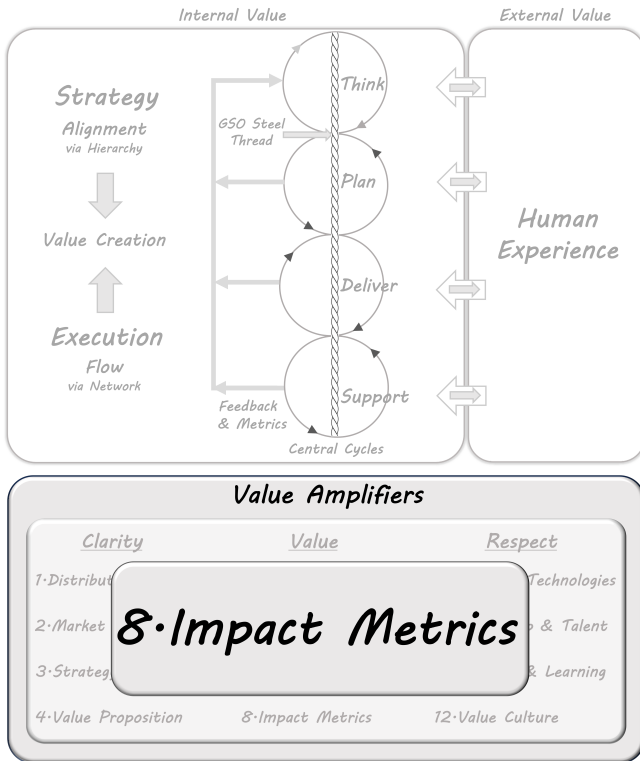 Internal Value
External Value
Strategy
Alignment
via Hierarchy
Value Creation
Execution
Flow
via Network
GSO Steel
Thread
Feedback
& Metrics
Think
Plan
Deliver
Support
Central Cycles
Human
Experience
Value Amplifiers
Clarity Value Respect
Technologies
2·Market
& Talent
& Learning
8·Impact Metrics
4·Value Proposition 8·Impact Metrics 12·Value Culture